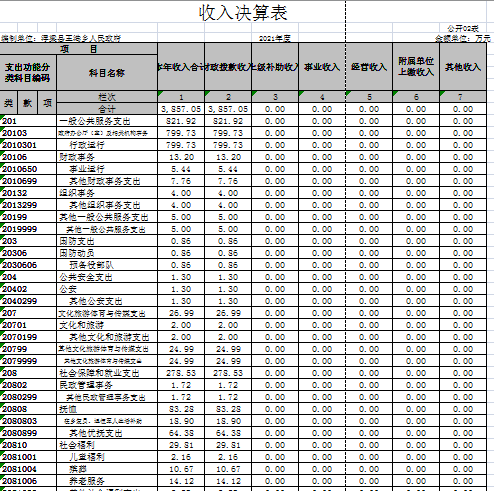 收入决算表
公开02表
编制单位：浮梁县王港乡人民政府 2021年度 金额单位：万元
项 目 本年收入合计 财政拨款收入 上级补助收入 事业收入 经营收入 附属单位上缴收入 其他收入
支出功能分类科目编码 科目名称
类 款 项 栏次 1 2 3 4 5 6 7
合计 3,857.05 3,857.05 0.00 0.00 0.00 0.00 0.00
201 一般公共服务支出 821.92 821.92 0.00 0.00 0.00 0.00 0.00
20103 政府办公厅（室）及相关机构事务 799.73 799.73 0.00 0.00 0.00 0.00 0.00
2010301 行政运行 799.73 799.73 0.00 0.00 0.00 0.00 0.00
20106 财政事务 13.20 13.20 0.00 0.00 0.00 0.00 0.00
2010650 事业运行 5.44 5.44 0.00 0.00 0.00 0.00 0.00
2010699 其他财政事务支出 7.76 7.76 0.00 0.00 0.00 0.00 0.00
20132 组织事务 4.00 4.00 0.00 0.00 0.00 0.00 0.00
2013299 其他组织事务支出 4.00 4.00 0.00 0.00 0.00 0.00 0.00
20199 其他一般公共服务支出 5.00 5.00 0.00 0.00 0.00 0.00 0.00
2019999 其他一般公共服务支出 5.00 5.00 0.00 0.00 0.00 0.00 0.00
203 国防支出 0.86 0.86 0.00 0.00 0.00 0.00 0.00
20306 国防动员 0.86 0.86 0.00 0.00 0.00 0.00 0.00
2030606 预备役部队 0.86 0.86 0.00 0.00 0.00 0.00 0.00
204 公共安全支出 1.30 1.30 0.00 0.00 0.00 0.00 0.00
20402 公安 1.30 1.30 0.00 0.00 0.00 0.00 0.00
2040299 其他公安支出 1.30 1.30 0.00 0.00 0.00 0.00 0.00
207 文化旅游体育与传媒支出 26.99 26.99 0.00 0.00 0.00 0.00 0.00
20701 文化和旅游 2.00 2.00 0.00 0.00 0.00 0.00 0.00
2070199 其他文化和旅游支出 2.00 2.00 0.00 0.00 0.00 0.00 0.00
20799 其他文化旅游体育与传媒支出 24.99 24.99 0.00 0.00 0.00 0.00 0.00
2079999 其他文化旅游体育与传媒支出 24.99 24.99 0.00 0.00 0.00 0.00 0.00
208 社会保障和就业支出 278.53 278.53 0.00 0.00 0.00 0.00 0.00
20802 民政管理事务 1.72 1.72 0.00 0.00 0.00 0.00 0.00
2080299 其他民政管理事务支出 1.72 1.72 0.00 0.00 0.00 0.00 0.00
20808 抚恤 83.28 83.28 0.00 0.00 0.00 0.00 0.00
2080803 在乡复员、退伍军人生活补助 18.90 18.90 0.00 0.00 0.00 0.00 0.00
2080899 其他优抚支出 64.38 64.38 0.00 0.00 0.00 0.00 0.00
20810 社会福利 29.81 29.81 0.00 0.00 0.00 0.00 0.00
2081001 儿童福利 2.16 2.16 0.00 0.00 0.00 0.00 0.00
2081004 殡葬 10.67 10.67 0.00 0.00 0.00 0.00 0.00
2081006 养老服务 14.12 14.12 0.00 0.00 0.00 0.00 0.00